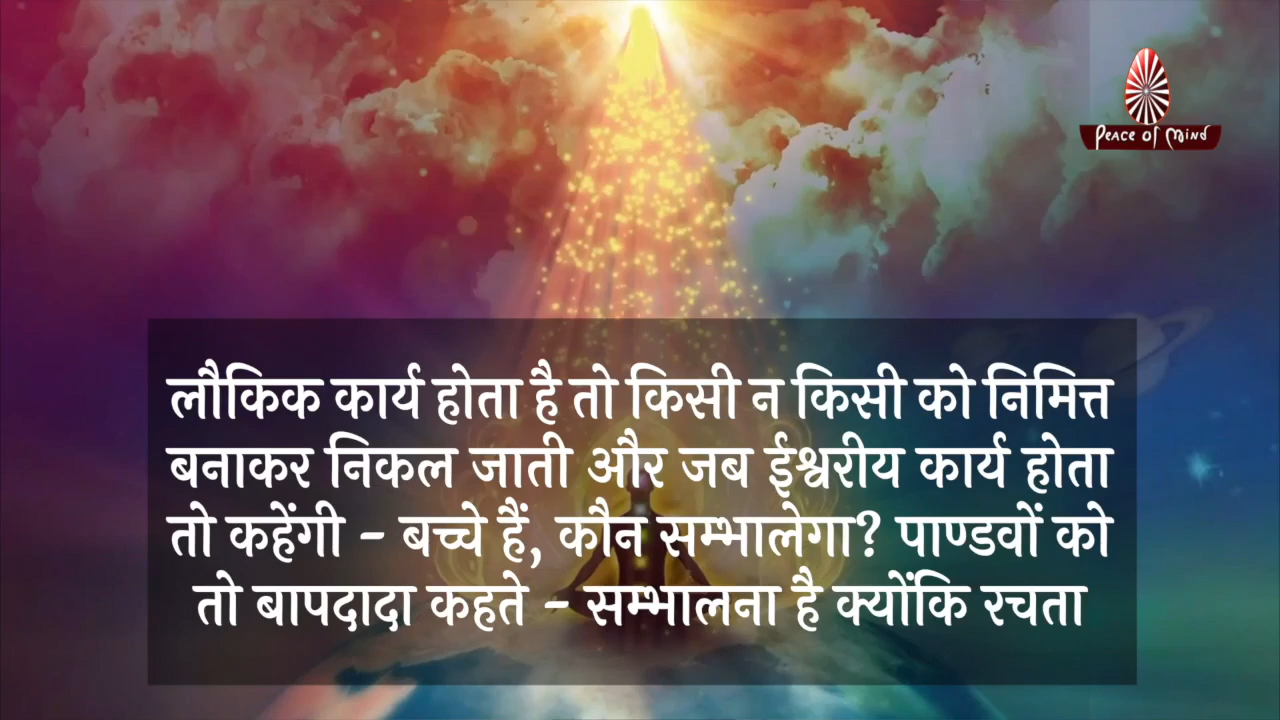 Peace of Mind
लौकिक कार्य होता है तो किसी न किसी को निमित्त
बनाकर निकल जाती और जब ईश्वरीय कार्य होता
तो कहेंगी - बच्चे हैं, कौन सम्भालेगा? पाण्डवों को
तो बापदादा कहते - सम्भालना है क्योंकि रचता